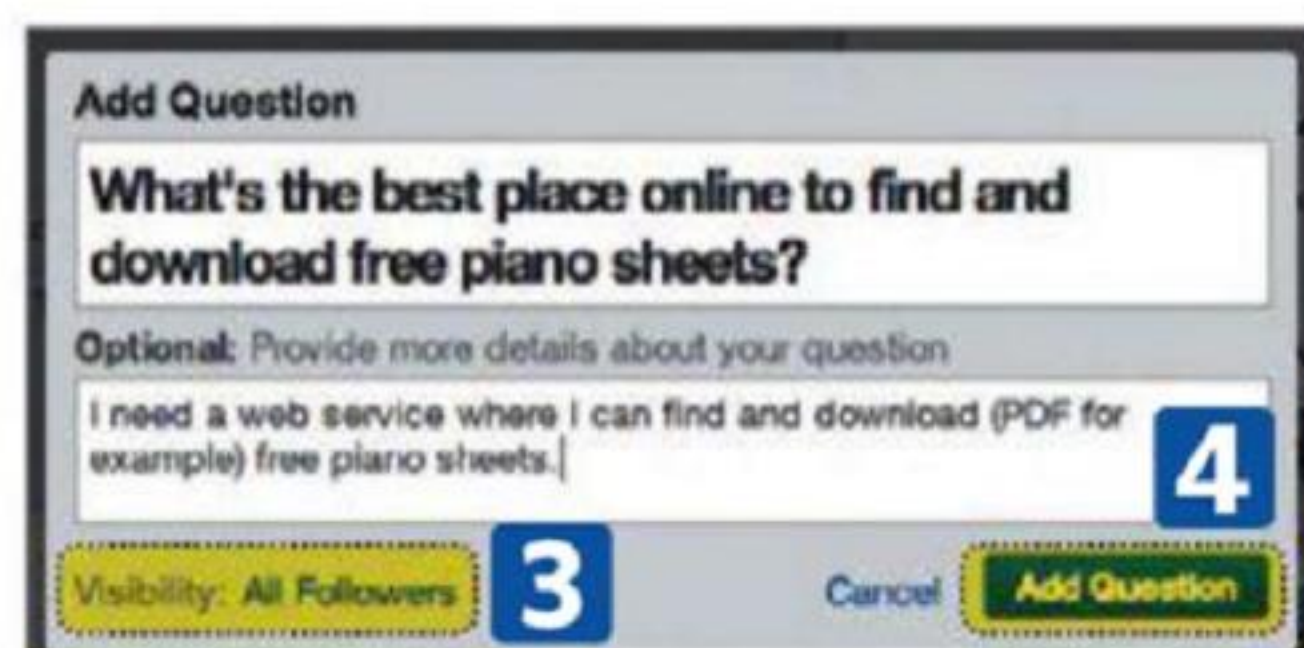 Add Question
What's the best place online to find and
download free piano sheets?
Optional: Provide more details about your question
I need a web service where I can find and download (PDF for
example) free piano sheets.
4
Visibility: All Followers 3 Cancel Add Question